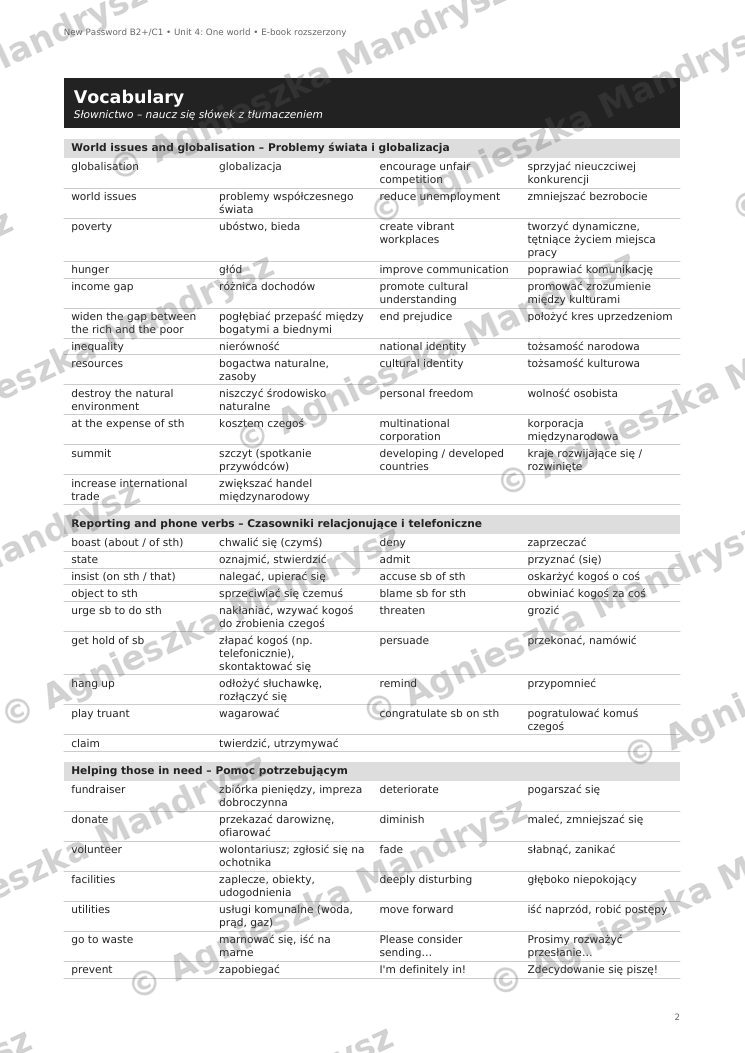 New Password B2+/C1 • Unit 4: One world • E-book rozszerzony
Vocabulary
Słownictwo – naucz się słówek z tłumaczeniem
World issues and globalisation – Problemy świata i globalizacja
globalisation globalizacja encourage unfair sprzyjać nieuczciwej
competition konkurencji
world issues problemy współczesnego reduce unemployment zmniejszać bezrobocie
świata
poverty ubóstwo, bieda create vibrant tworzyć dynamiczne,
workplaces tętniące życiem miejsca
pracy
hunger głód improve communication poprawiać komunikację
income gap różnica dochodów promote cultural promować zrozumienie
understanding między kulturami
widen the gap between pogłębiać przepaść między end prejudice położyć kres uprzedzeniom
the rich and the poor bogatymi a biednymi
inequality nierówność national identity tożsamość narodowa
resources bogactwa naturalne, cultural identity tożsamość kulturowa
zasoby
destroy the natural niszczyć środowisko personal freedom wolność osobista
environment naturalne
at the expense of sth kosztem czegoś multinational korporacja
corporation międzynarodowa
summit szczyt (spotkanie developing / developed kraje rozwijające się /
przywódców) countries rozwinięte
increase international zwiększać handel
trade międzynarodowy
Reporting and phone verbs – Czasowniki relacjonujące i telefoniczne
boast (about / of sth) chwalić się (czymś) deny zaprzeczać
state oznajmić, stwierdzić admit przyznać (się)
insist (on sth / that) nalegać, upierać się accuse sb of sth oskarżyć kogoś o coś
object to sth sprzeciwiać się czemuś blame sb for sth obwiniać kogoś za coś
urge sb to do sth nakłaniać, wzywać kogoś threaten grozić
do zrobienia czegoś
get hold of sb złapać kogoś (np. persuade przekonać, namówić
telefonicznie),
skontaktować się
hang up odłożyć słuchawkę, remind przypomnieć
rozłączyć się
play truant wagarować congratulate sb on sth pogratulować komuś
czegoś
claim twierdzić, utrzymywać
Helping those in need – Pomoc potrzebującym
fundraiser zbiórka pieniędzy, impreza deteriorate pogarszać się
dobroczynna
donate przekazać darowiznę, diminish maleć, zmniejszać się
ofiarować
volunteer wolontariusz; zgłosić się na fade słabnąć, zanikać
ochotnika
facilities zaplecze, obiekty, deeply disturbing głęboko niepokojący
udogodnienia
utilities usługi komunalne (woda, move forward iść naprzód, robić postępy
prąd, gaz)
go to waste marnować się, iść na Please consider Prosimy rozważyć
marne sending... przesłanie...
prevent zapobiegać I'm definitely in! Zdecydowanie się piszę!
2
© Agnieszka Mandrysz